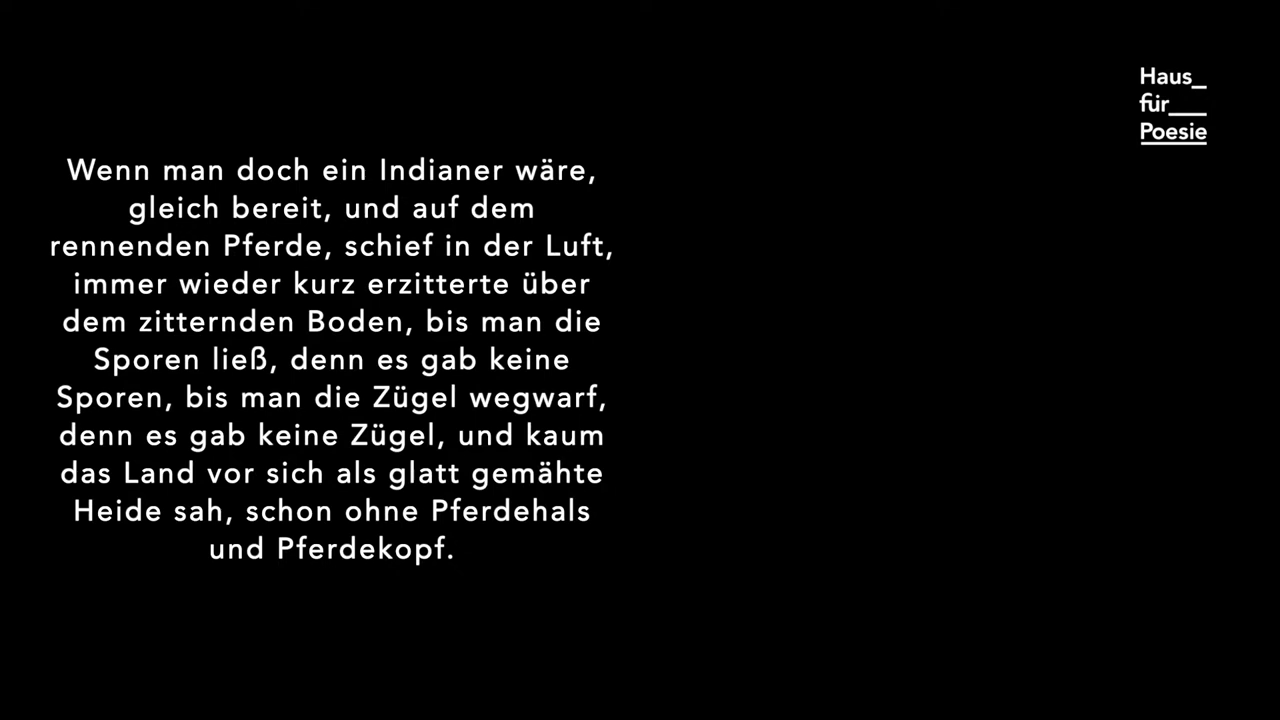 Haus_
für___
Poesie
Wenn man doch ein Indianer wäre,
gleich bereit, und auf dem
rennenden Pferde, schief in der Luft,
immer wieder kurz erzitterte über
dem zitternden Boden, bis man die
Sporen ließ, denn es gab keine
Sporen, bis man die Zügel wegwarf,
denn es gab keine Zügel, und kaum
das Land vor sich als glatt gemähte
Heide sah, schon ohne Pferdehals
und Pferdekopf.